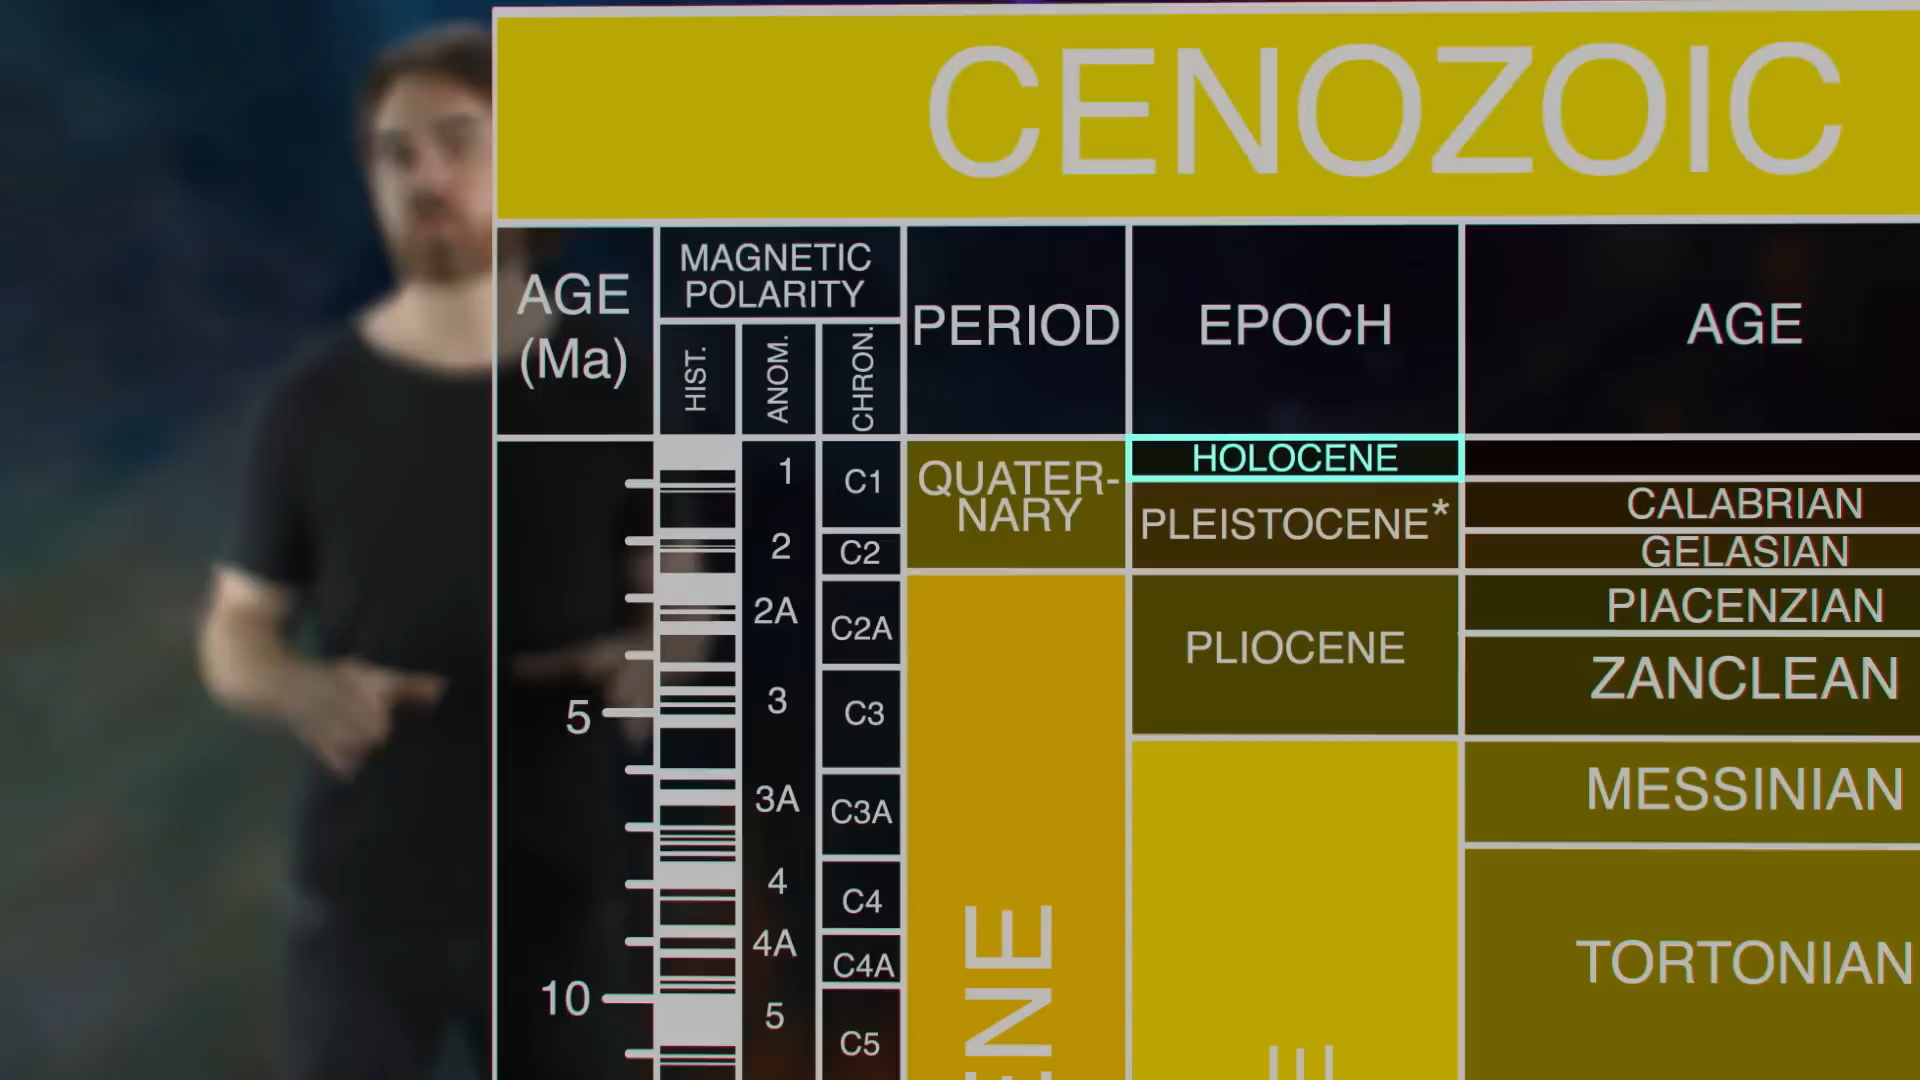 CENOZOIC
AGE
(Ma)
MAGNETIC
POLARITY
HIST.
ANOM.
CHRON.
PERIOD
EPOCH
AGE
QUATER-
NARY
HOLOCENE
PLEISTOCENE*
CALABRIAN
GELASIAN
PLIOCENE
PIACENZIAN
ZANCLEAN
MESSINIAN
TORTONIAN
5
10
1
2
2A
3
3A
4
4A
5
C1
C2
C2A
C3
C3A
C4
C4A
C5